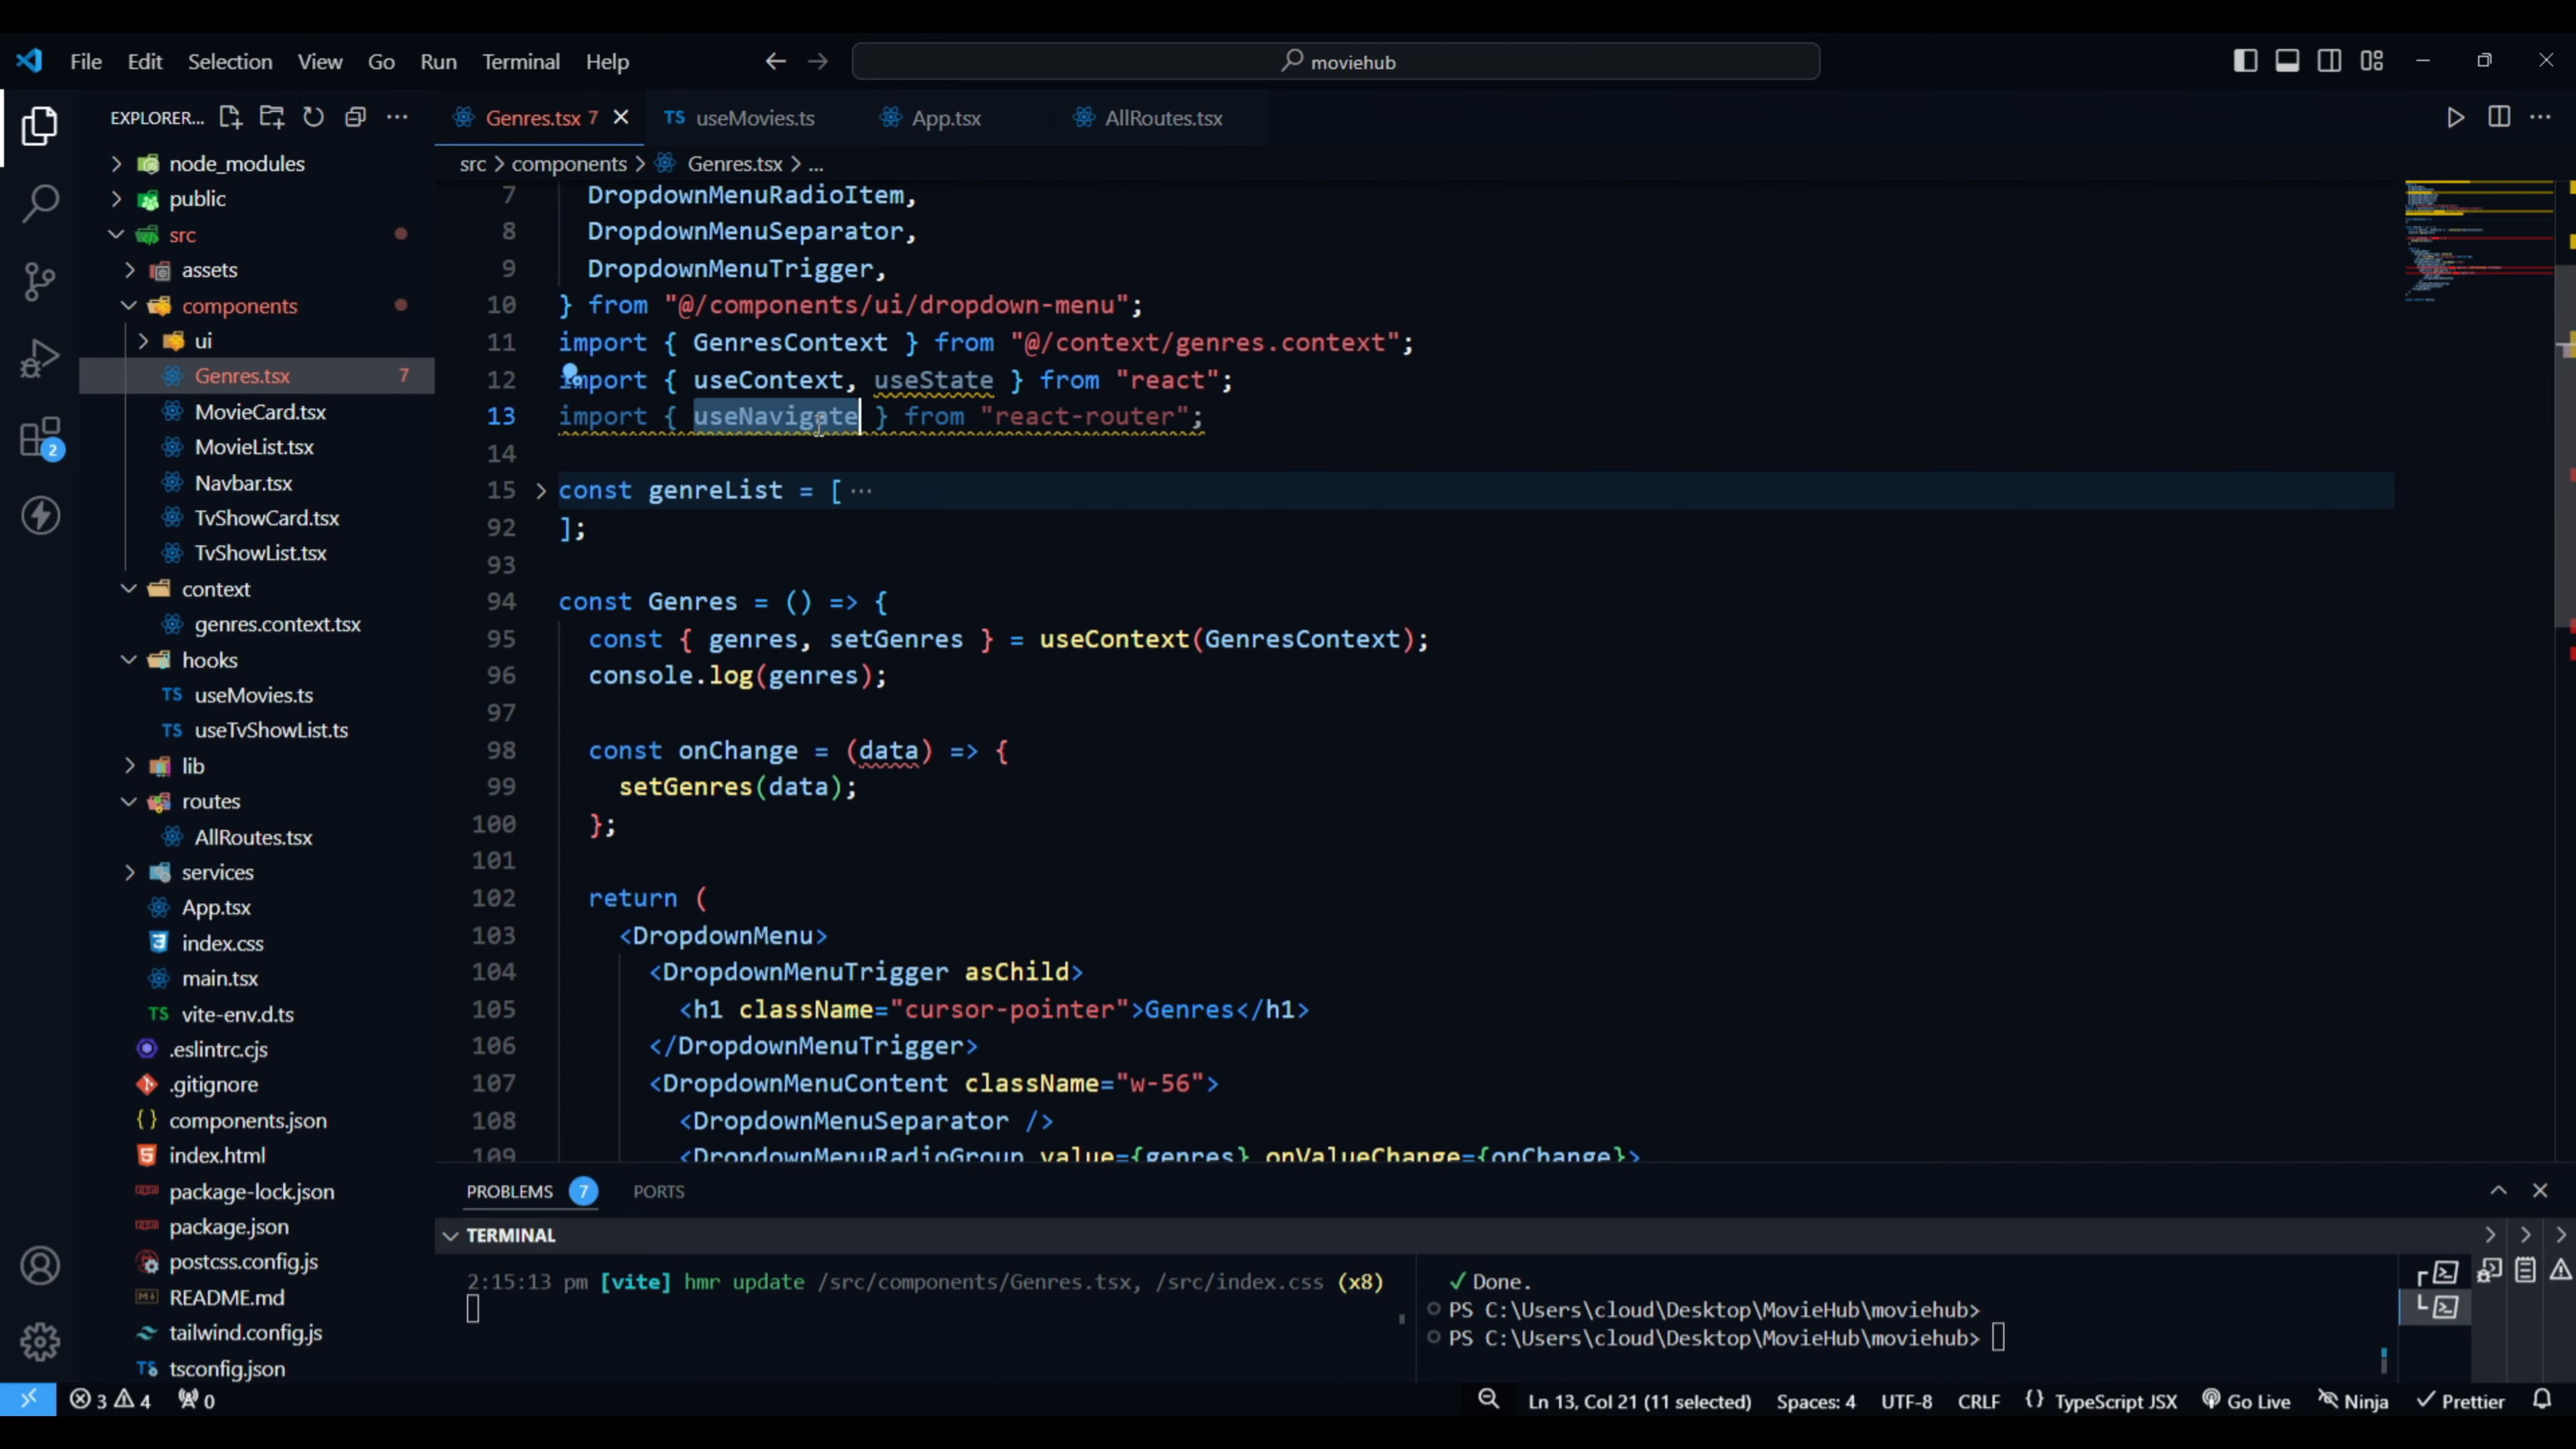 File Edit Selection View Go Run Terminal Help
moviehub
EXPLORER...
Genres.tsx 7
useMovies.ts
App.tsx
AllRoutes.tsx
src > components > Genres.tsx > ...
node_modules
public
src
assets
components
ui
Genres.tsx 7
MovieCard.tsx
MovieList.tsx
Navbar.tsx
TvShowCard.tsx
TvShowList.tsx
context
genres.context.tsx
hooks
useMovies.ts
useTvShowList.ts
lib
routes
AllRoutes.tsx
services
App.tsx
index.css
main.tsx
vite-env.d.ts
.eslintrc.cjs
.gitignore
components.json
index.html
package-lock.json
package.json
postcss.config.js
README.md
tailwind.config.js
tsconfig.json
2
7 DropdownMenuRadioItem,
8 DropdownMenuSeparator,
9 DropdownMenuTrigger,
10 } from "@/components/ui/dropdown-menu";
11 import { GenresContext } from "@/context/genres.context";
12 import { useContext, useState } from "react";
13 import { useNavigate } from "react-router";
14
15 const genreList = [ ⋯
92 ];
93
94 const Genres = () => {
95 const { genres, setGenres } = useContext(GenresContext);
96 console.log(genres);
97
98 const onChange = (data) => {
99 setGenres(data);
100 };
101
102 return (
103 <DropdownMenu>
104 <DropdownMenuTrigger asChild>
105 <h1 className="cursor-pointer">Genres</h1>
106 </DropdownMenuTrigger>
107 <DropdownMenuContent className="w-56">
108 <DropdownMenuSeparator />
109 <DropdownMenuRadioGroup value={genres} onValueChange={onChange}>
PROBLEMS 7 PORTS
TERMINAL
2:15:13 pm [vite] hmr update /src/components/Genres.tsx, /src/index.css (x8)
✓ Done.
PS C:\Users\cloud\Desktop\MovieHub\moviehub>
PS C:\Users\cloud\Desktop\MovieHub\moviehub>
3 4 0 Ln 13, Col 21 (11 selected) Spaces: 4 UTF-8 CRLF {} TypeScript JSX Go Live Ninja ✓ Prettier